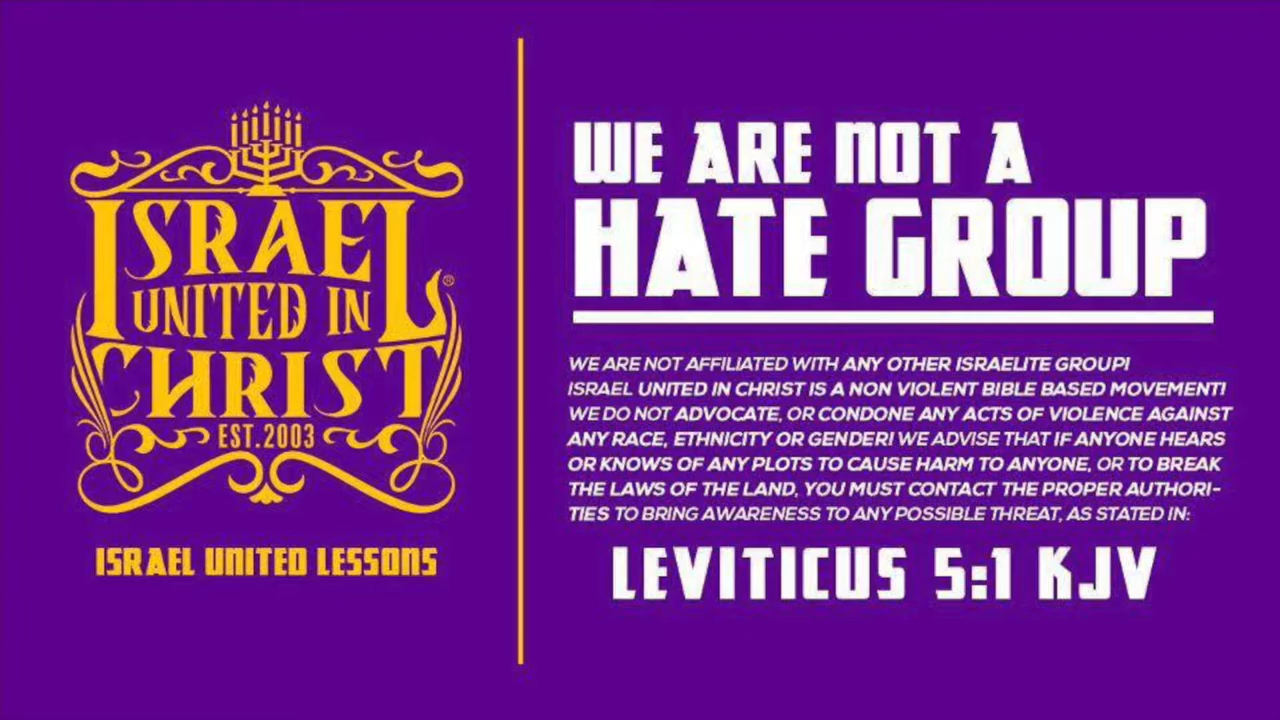 ISRAEL
UNITED IN
CHRIST
EST.2003
ISRAEL UNITED LESSONS
WE ARE NOT A
HATE GROUP
WE ARE NOT AFFILIATED WITH ANY OTHER ISRAELITE GROUP!
ISRAEL UNITED IN CHRIST IS A NON VIOLENT BIBLE BASED MOVEMENT!
WE DO NOT ADVOCATE, OR CONDONE ANY ACTS OF VIOLENCE AGAINST
ANY RACE, ETHNICITY OR GENDER! WE ADVISE THAT IF ANYONE HEARS
OR KNOWS OF ANY PLOTS TO CAUSE HARM TO ANYONE, OR TO BREAK
THE LAWS OF THE LAND, YOU MUST CONTACT THE PROPER AUTHORI-
TIES TO BRING AWARENESS TO ANY POSSIBLE THREAT, AS STATED IN:
LEVITICUS 5:1 KJV